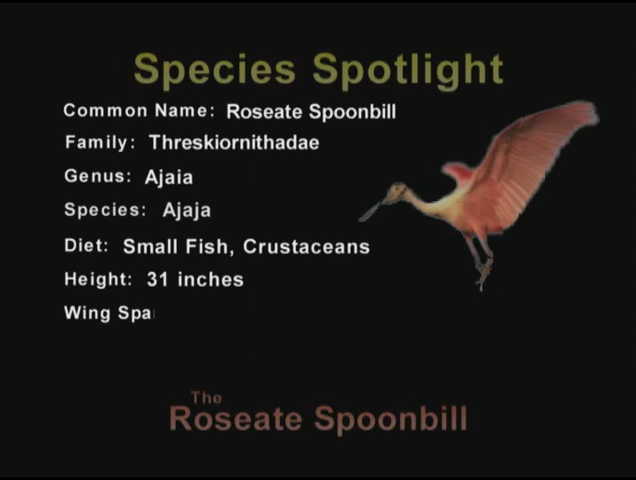 Species Spotlight
Common Name: Roseate Spoonbill
Family: Threskiornithadae
Genus: Ajaia
Species: Ajaja
Diet: Small Fish, Crustaceans
Height: 31 inches
Wing Spa
The
Roseate Spoonbill